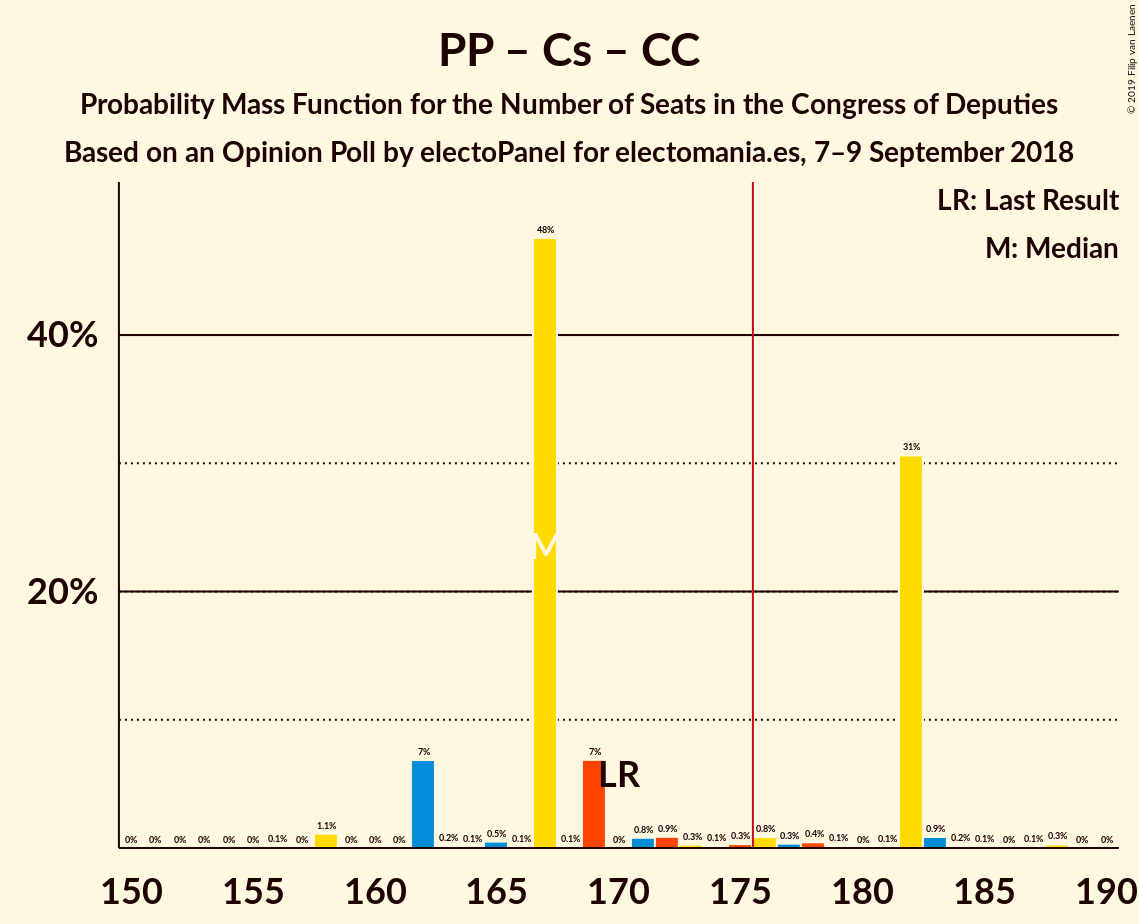 PP – Cs – CC
Probability Mass Function for the Number of Seats in the Congress of Deputies
Based on an Opinion Poll by electoPanel for electomania.es, 7–9 September 2018
© 2019 Filip van Laenen
LR: Last Result
M: Median
40%
20%
0% 0% 0% 0% 0% 0% 0.1% 0% 1.1% 0% 0% 0% 7% 0.2% 0.1% 0.5% 0.1% 48% 0.1% 7% 0% 0.8% 0.9% 0.3% 0.1% 0.3% 0.8% 0.3% 0.4% 0.1% 0% 0.1% 31% 0.9% 0.2% 0.1% 0% 0.1% 0.3% 0% 0%
M
LR
150 155 160 165 170 175 180 185 190